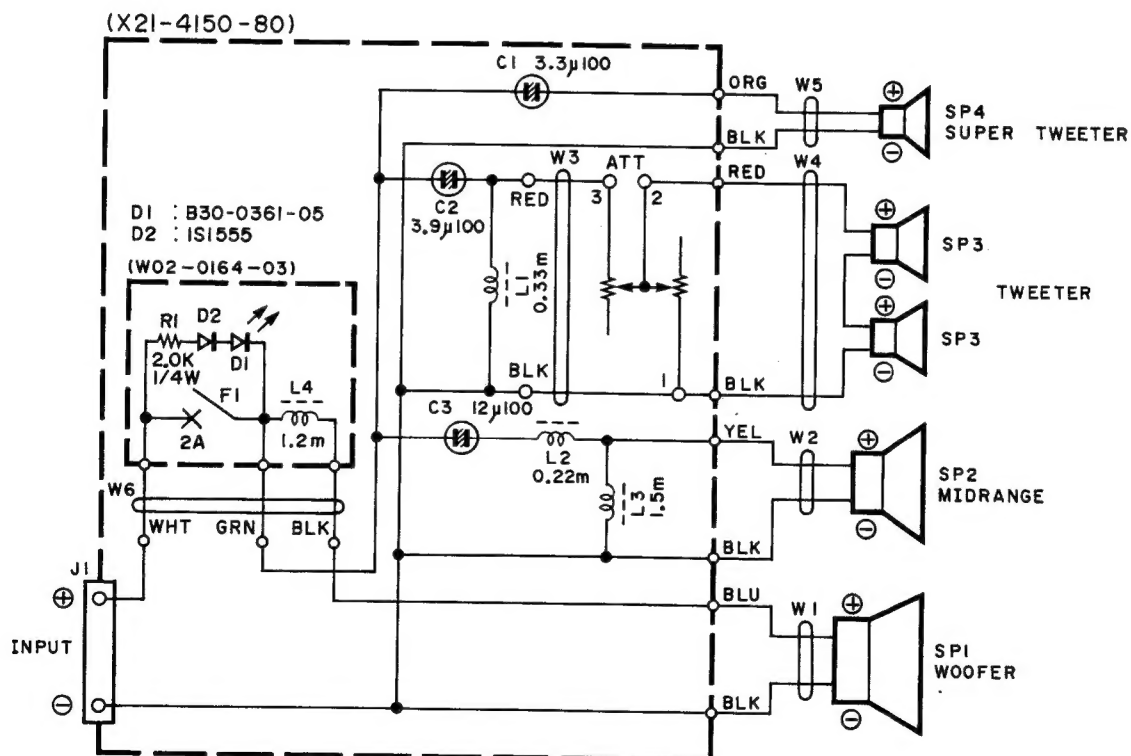 (X21-4150-80)
C1 3.3μ100
ORG
W5
⊕
SP4
SUPER TWEETER
BLK
⊖
W3
ATT
RED
W4
C2
3.9μ100
RED
3
2
⊕
SP3
⊖
TWEETER
⊕
SP3
⊖
D1 : B30-0361-05
D2 : 1S1555
(W02-0164-03)
L1
0.33m
R1
D2
2.0K
1/4W
D1
F1
L4
2A
1.2m
BLK
1
BLK
C3
12μ100
YEL
W2
⊕
L2
0.22m
L3
1.5m
SP2
MIDRANGE
⊖
BLK
W6
WHT
GRN
BLK
J1
⊕
INPUT
⊖
BLU
W1
⊕
SP1
WOOFER
BLK
⊖